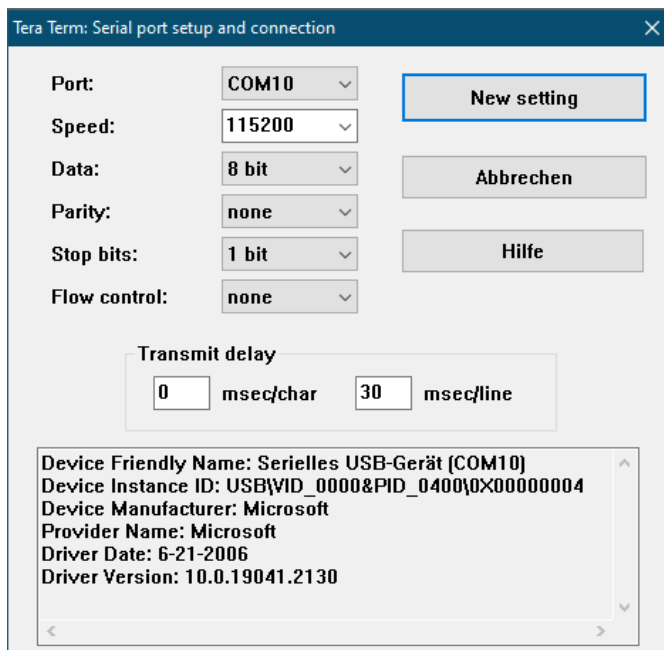 Tera Term: Serial port setup and connection
Port: COM10
New setting
Speed: 115200
Data: 8 bit
Abbrechen
Parity: none
Stop bits: 1 bit
Hilfe
Flow control: none
Transmit delay
0 msec/char 30 msec/line
Device Friendly Name: Serielles USB-Gerät (COM10)
Device Instance ID: USB\VID_0000&PID_0400\0X00000004
Device Manufacturer: Microsoft
Provider Name: Microsoft
Driver Date: 6-21-2006
Driver Version: 10.0.19041.2130